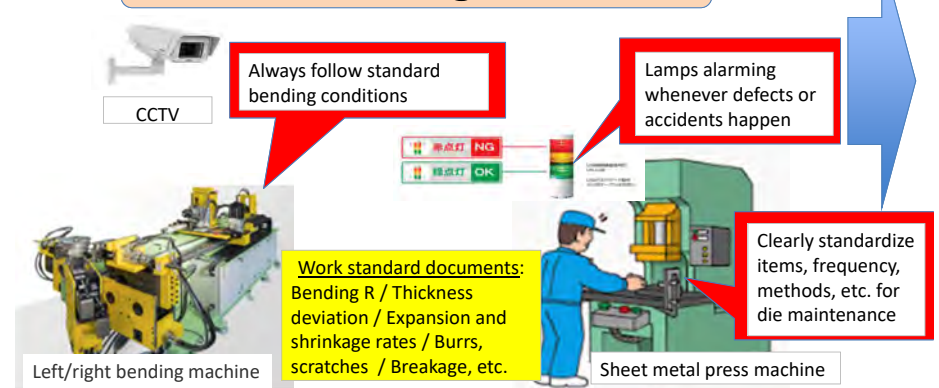 CCTV
Always follow standard
bending conditions
Lamps alarming
whenever defects or
accidents happen
NG
OK
Work standard documents:
Bending R / Thickness
deviation / Expansion and
shrinkage rates / Burrs,
scratches / Breakage, etc.
Clearly standardize
items, frequency,
methods, etc. for
die maintenance
Left/right bending machine
Sheet metal press machine